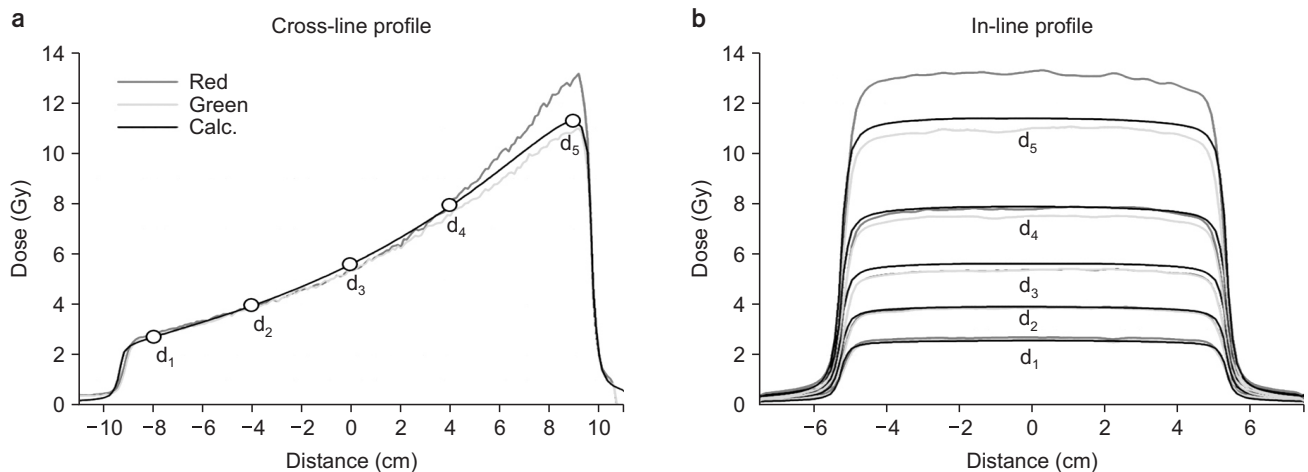 a
Cross-line profile
14
12
10
8
6
4
2
0
Dose (Gy)
Red
Green
Calc.
d1
d2
d3
d4
d5
−10 −8 −6 −4 −2 0 2 4 6 8 10
Distance (cm)
b
In-line profile
14
12
10
8
6
4
2
0
Dose (Gy)
d5
d4
d3
d2
d1
−6 −4 −2 0 2 4 6
Distance (cm)